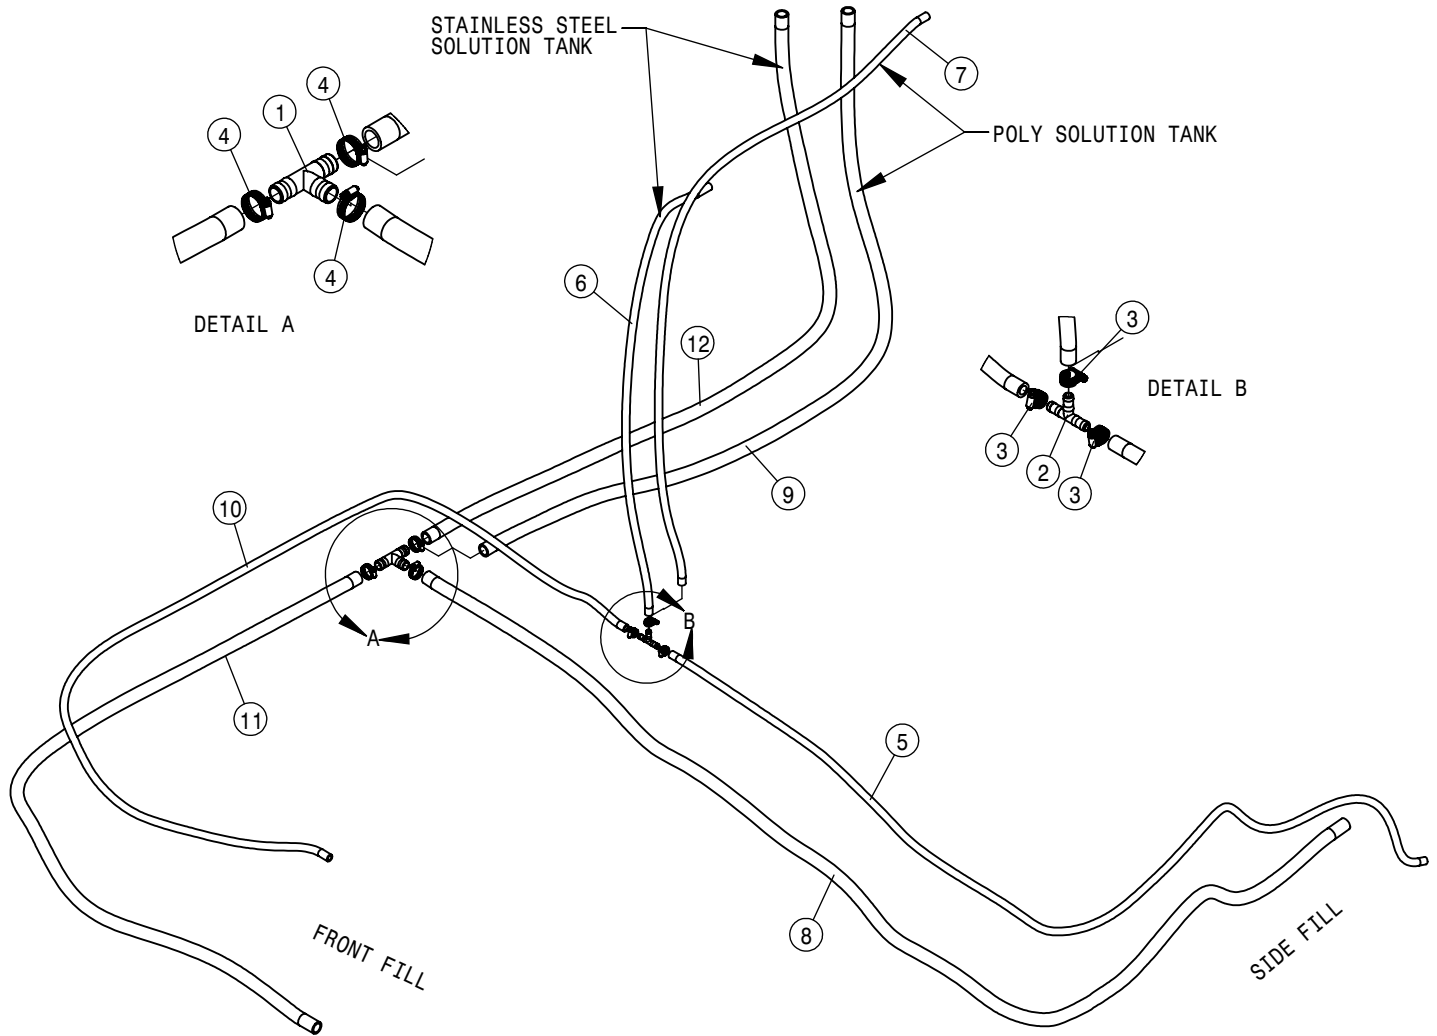 STAINLESS STEEL
SOLUTION TANK
7
4
1
4
POLY SOLUTION TANK
4
6
3
DETAIL A
12
DETAIL B
3
2
3
9
10
B
A
11
5
8
FRONT FILL
SIDE FILL